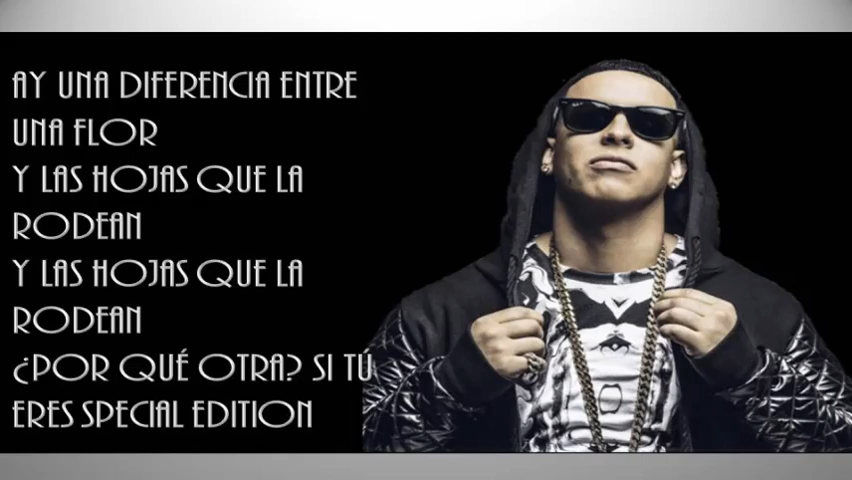 AY UNA DIFERENCIA ENTRE
UNA FLOR
Y LAS HOJAS QUE LA
RODEAN
Y LAS HOJAS QUE LA
RODEAN
¿POR QUÉ OTRA? SI TÚ
ERES SPECIAL EDITION